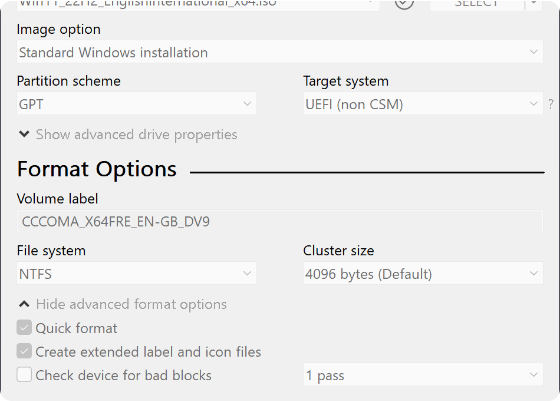 Win11_22H2_EnglishInternational_x64.iso SELECT
Image option
Standard Windows installation
Partition scheme Target system
GPT UEFI (non CSM) ?
Show advanced drive properties
Format Options
Volume label
CCCOMA_X64FRE_EN-GB_DV9
File system Cluster size
NTFS 4096 bytes (Default)
Hide advanced format options
Quick format
Create extended label and icon files
Check device for bad blocks 1 pass